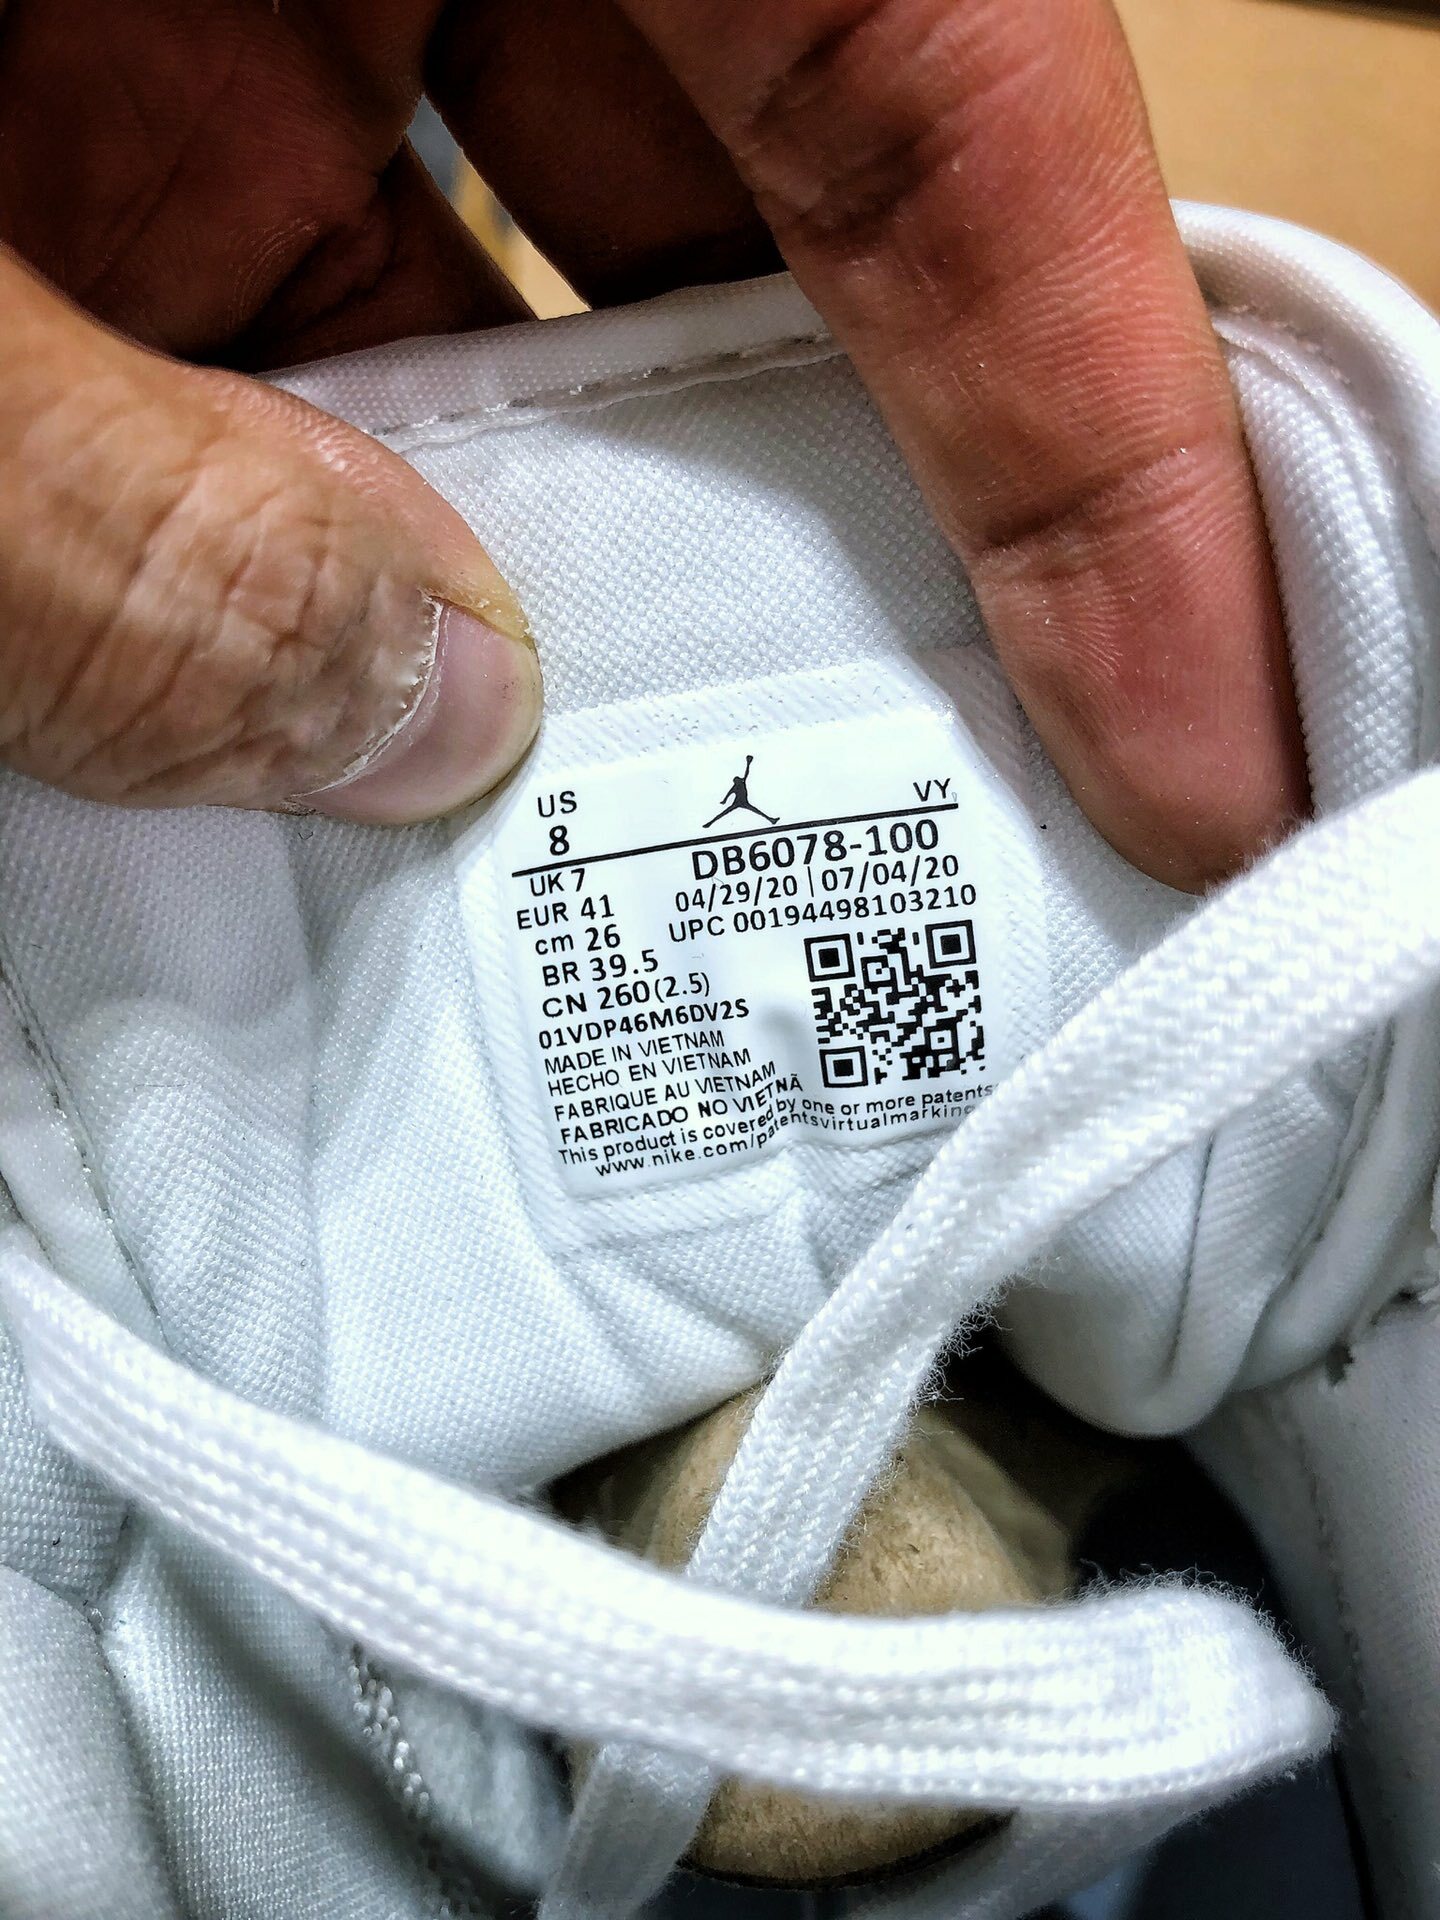 US
8
VY
UK 7
DB6078-100
EUR 41
04/29/20 | 07/04/20
cm 26
UPC 00194498103210
BR 39.5
CN 260(2.5)
01VDP46M6DV2S
MADE IN VIETNAM
HECHO EN VIETNAM
FABRIQUE AU VIETNAM
FABRICADO NO VIETNÃ
This product is covered by one or more patents
www.nike.com/patentsvirtualmarking